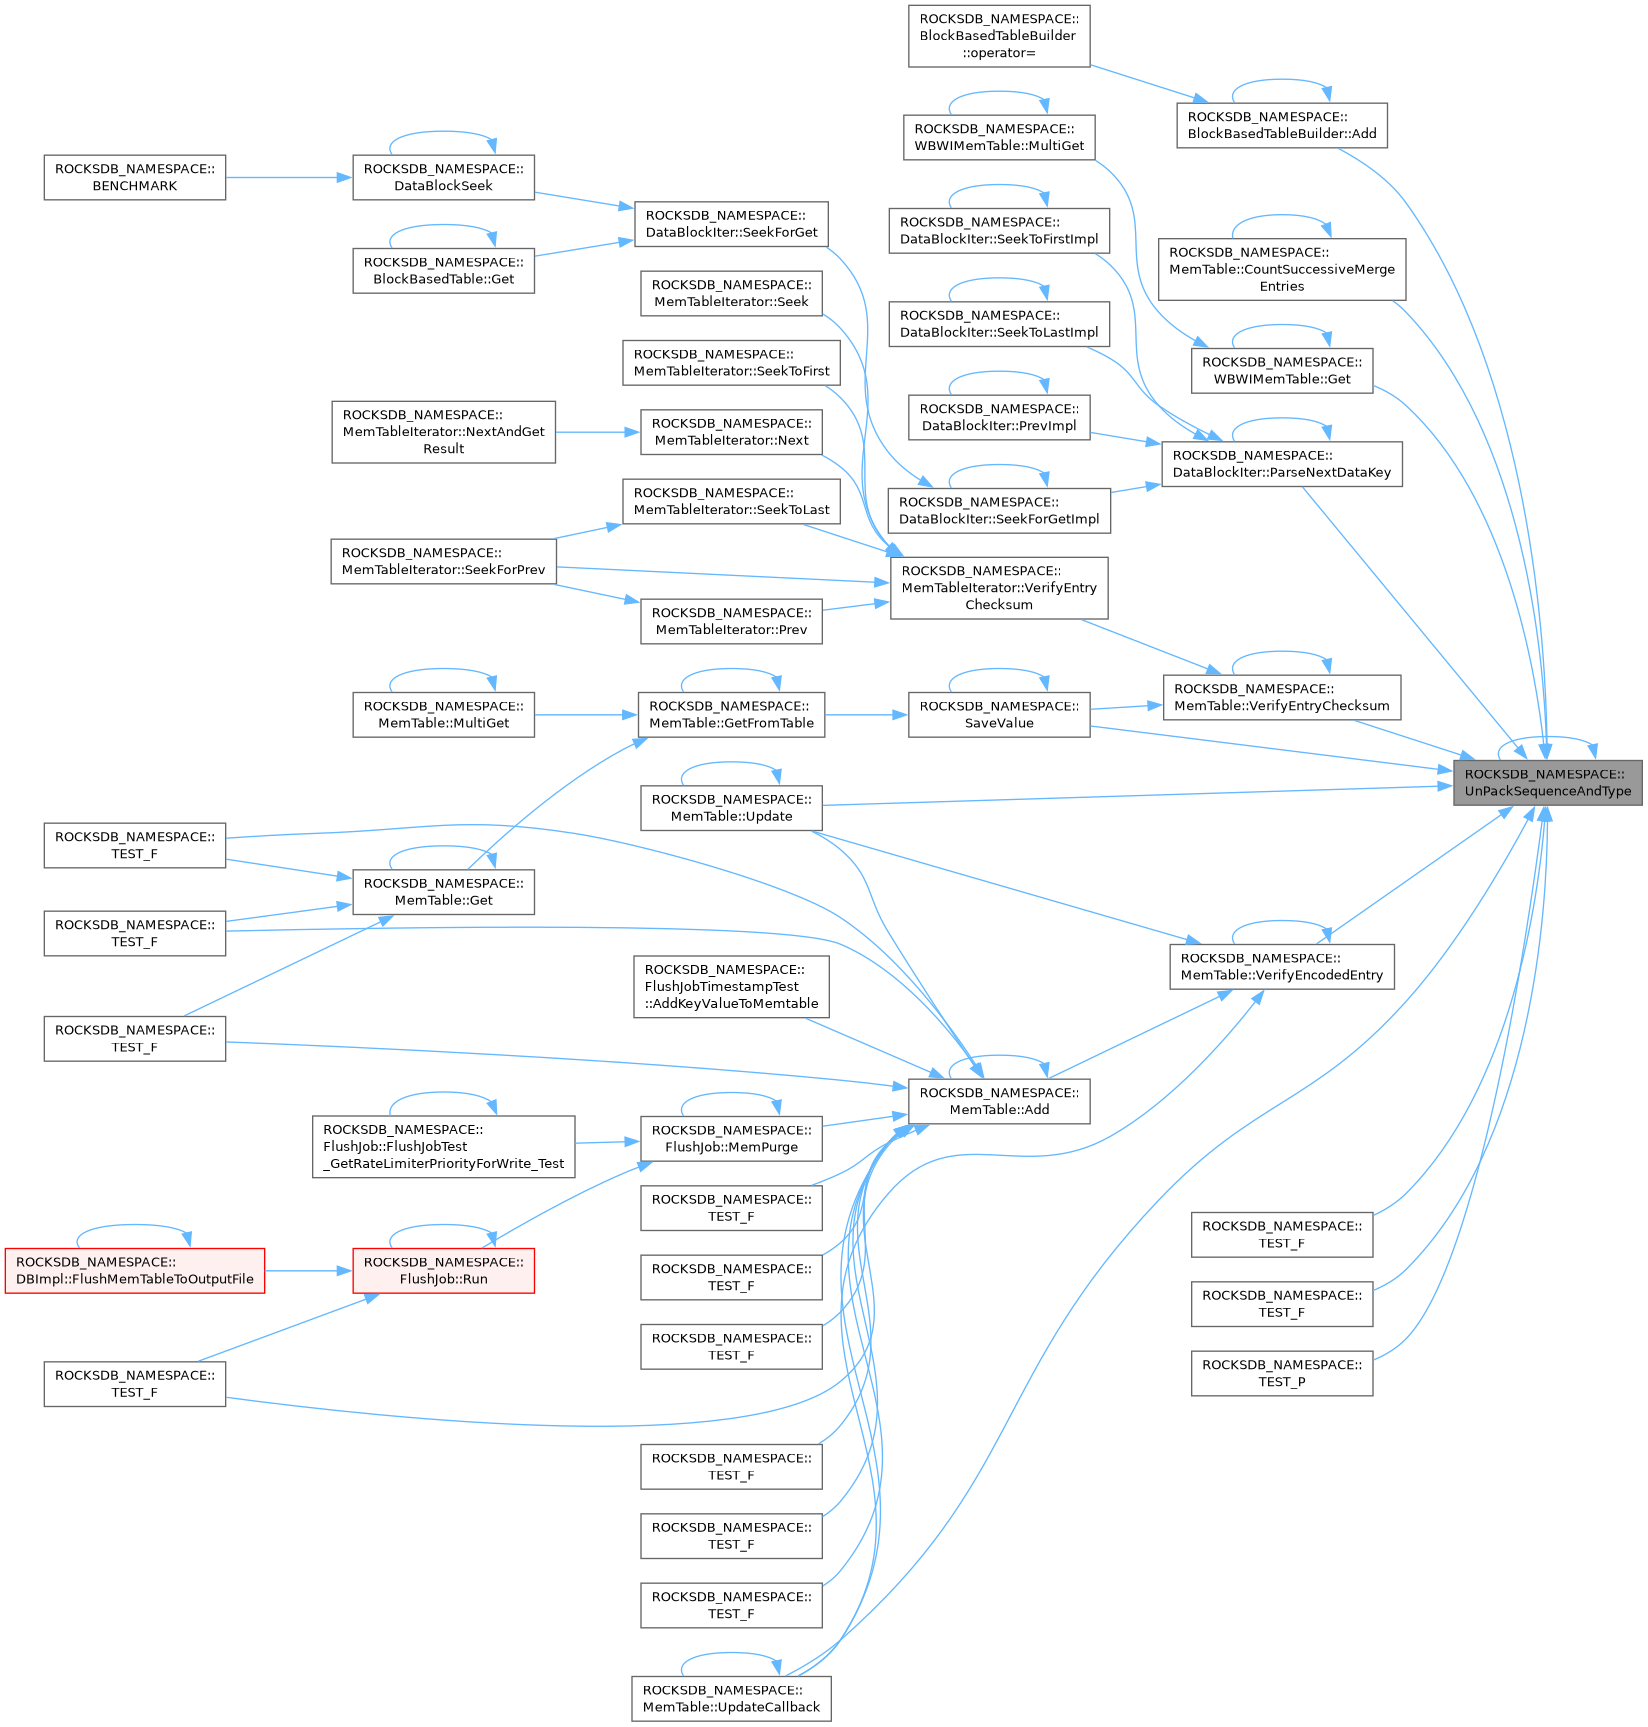 ROCKSDB_NAMESPACE::
BlockBasedTableBuilder
::operator=
ROCKSDB_NAMESPACE::
BlockBasedTableBuilder::Add
ROCKSDB_NAMESPACE::
WBWIMemTable::MultiGet
ROCKSDB_NAMESPACE::
BENCHMARK
ROCKSDB_NAMESPACE::
DataBlockSeek
ROCKSDB_NAMESPACE::
DataBlockIter::SeekForGet
ROCKSDB_NAMESPACE::
DataBlockIter::SeekToFirstImpl
ROCKSDB_NAMESPACE::
MemTable::CountSuccessiveMerge
Entries
ROCKSDB_NAMESPACE::
BlockBasedTable::Get
ROCKSDB_NAMESPACE::
MemTableIterator::Seek
ROCKSDB_NAMESPACE::
DataBlockIter::SeekToLastImpl
ROCKSDB_NAMESPACE::
MemTableIterator::SeekToFirst
ROCKSDB_NAMESPACE::
WBWIMemTable::Get
ROCKSDB_NAMESPACE::
DataBlockIter::PrevImpl
ROCKSDB_NAMESPACE::
MemTableIterator::NextAndGet
Result
ROCKSDB_NAMESPACE::
MemTableIterator::Next
ROCKSDB_NAMESPACE::
DataBlockIter::ParseNextDataKey
ROCKSDB_NAMESPACE::
MemTableIterator::SeekToLast
ROCKSDB_NAMESPACE::
DataBlockIter::SeekForGetImpl
ROCKSDB_NAMESPACE::
MemTableIterator::SeekForPrev
ROCKSDB_NAMESPACE::
MemTableIterator::VerifyEntry
Checksum
ROCKSDB_NAMESPACE::
MemTableIterator::Prev
ROCKSDB_NAMESPACE::
MemTable::MultiGet
ROCKSDB_NAMESPACE::
MemTable::GetFromTable
ROCKSDB_NAMESPACE::
SaveValue
ROCKSDB_NAMESPACE::
MemTable::VerifyEntryChecksum
ROCKSDB_NAMESPACE::
UnPackSequenceAndType
ROCKSDB_NAMESPACE::
MemTable::Update
ROCKSDB_NAMESPACE::
TEST_F
ROCKSDB_NAMESPACE::
MemTable::Get
ROCKSDB_NAMESPACE::
TEST_F
ROCKSDB_NAMESPACE::
FlushJobTimestampTest
::AddKeyValueToMemtable
ROCKSDB_NAMESPACE::
MemTable::VerifyEncodedEntry
ROCKSDB_NAMESPACE::
TEST_F
ROCKSDB_NAMESPACE::
MemTable::Add
ROCKSDB_NAMESPACE::
FlushJob::FlushJobTest
_GetRateLimiterPriorityForWrite_Test
ROCKSDB_NAMESPACE::
FlushJob::MemPurge
ROCKSDB_NAMESPACE::
TEST_F
ROCKSDB_NAMESPACE::
TEST_F
ROCKSDB_NAMESPACE::
DBImpl::FlushMemTableToOutputFile
ROCKSDB_NAMESPACE::
FlushJob::Run
ROCKSDB_NAMESPACE::
TEST_F
ROCKSDB_NAMESPACE::
TEST_F
ROCKSDB_NAMESPACE::
TEST_F
ROCKSDB_NAMESPACE::
TEST_F
ROCKSDB_NAMESPACE::
TEST_P
ROCKSDB_NAMESPACE::
TEST_F
ROCKSDB_NAMESPACE::
TEST_F
ROCKSDB_NAMESPACE::
TEST_F
ROCKSDB_NAMESPACE::
TEST_F
ROCKSDB_NAMESPACE::
MemTable::UpdateCallback